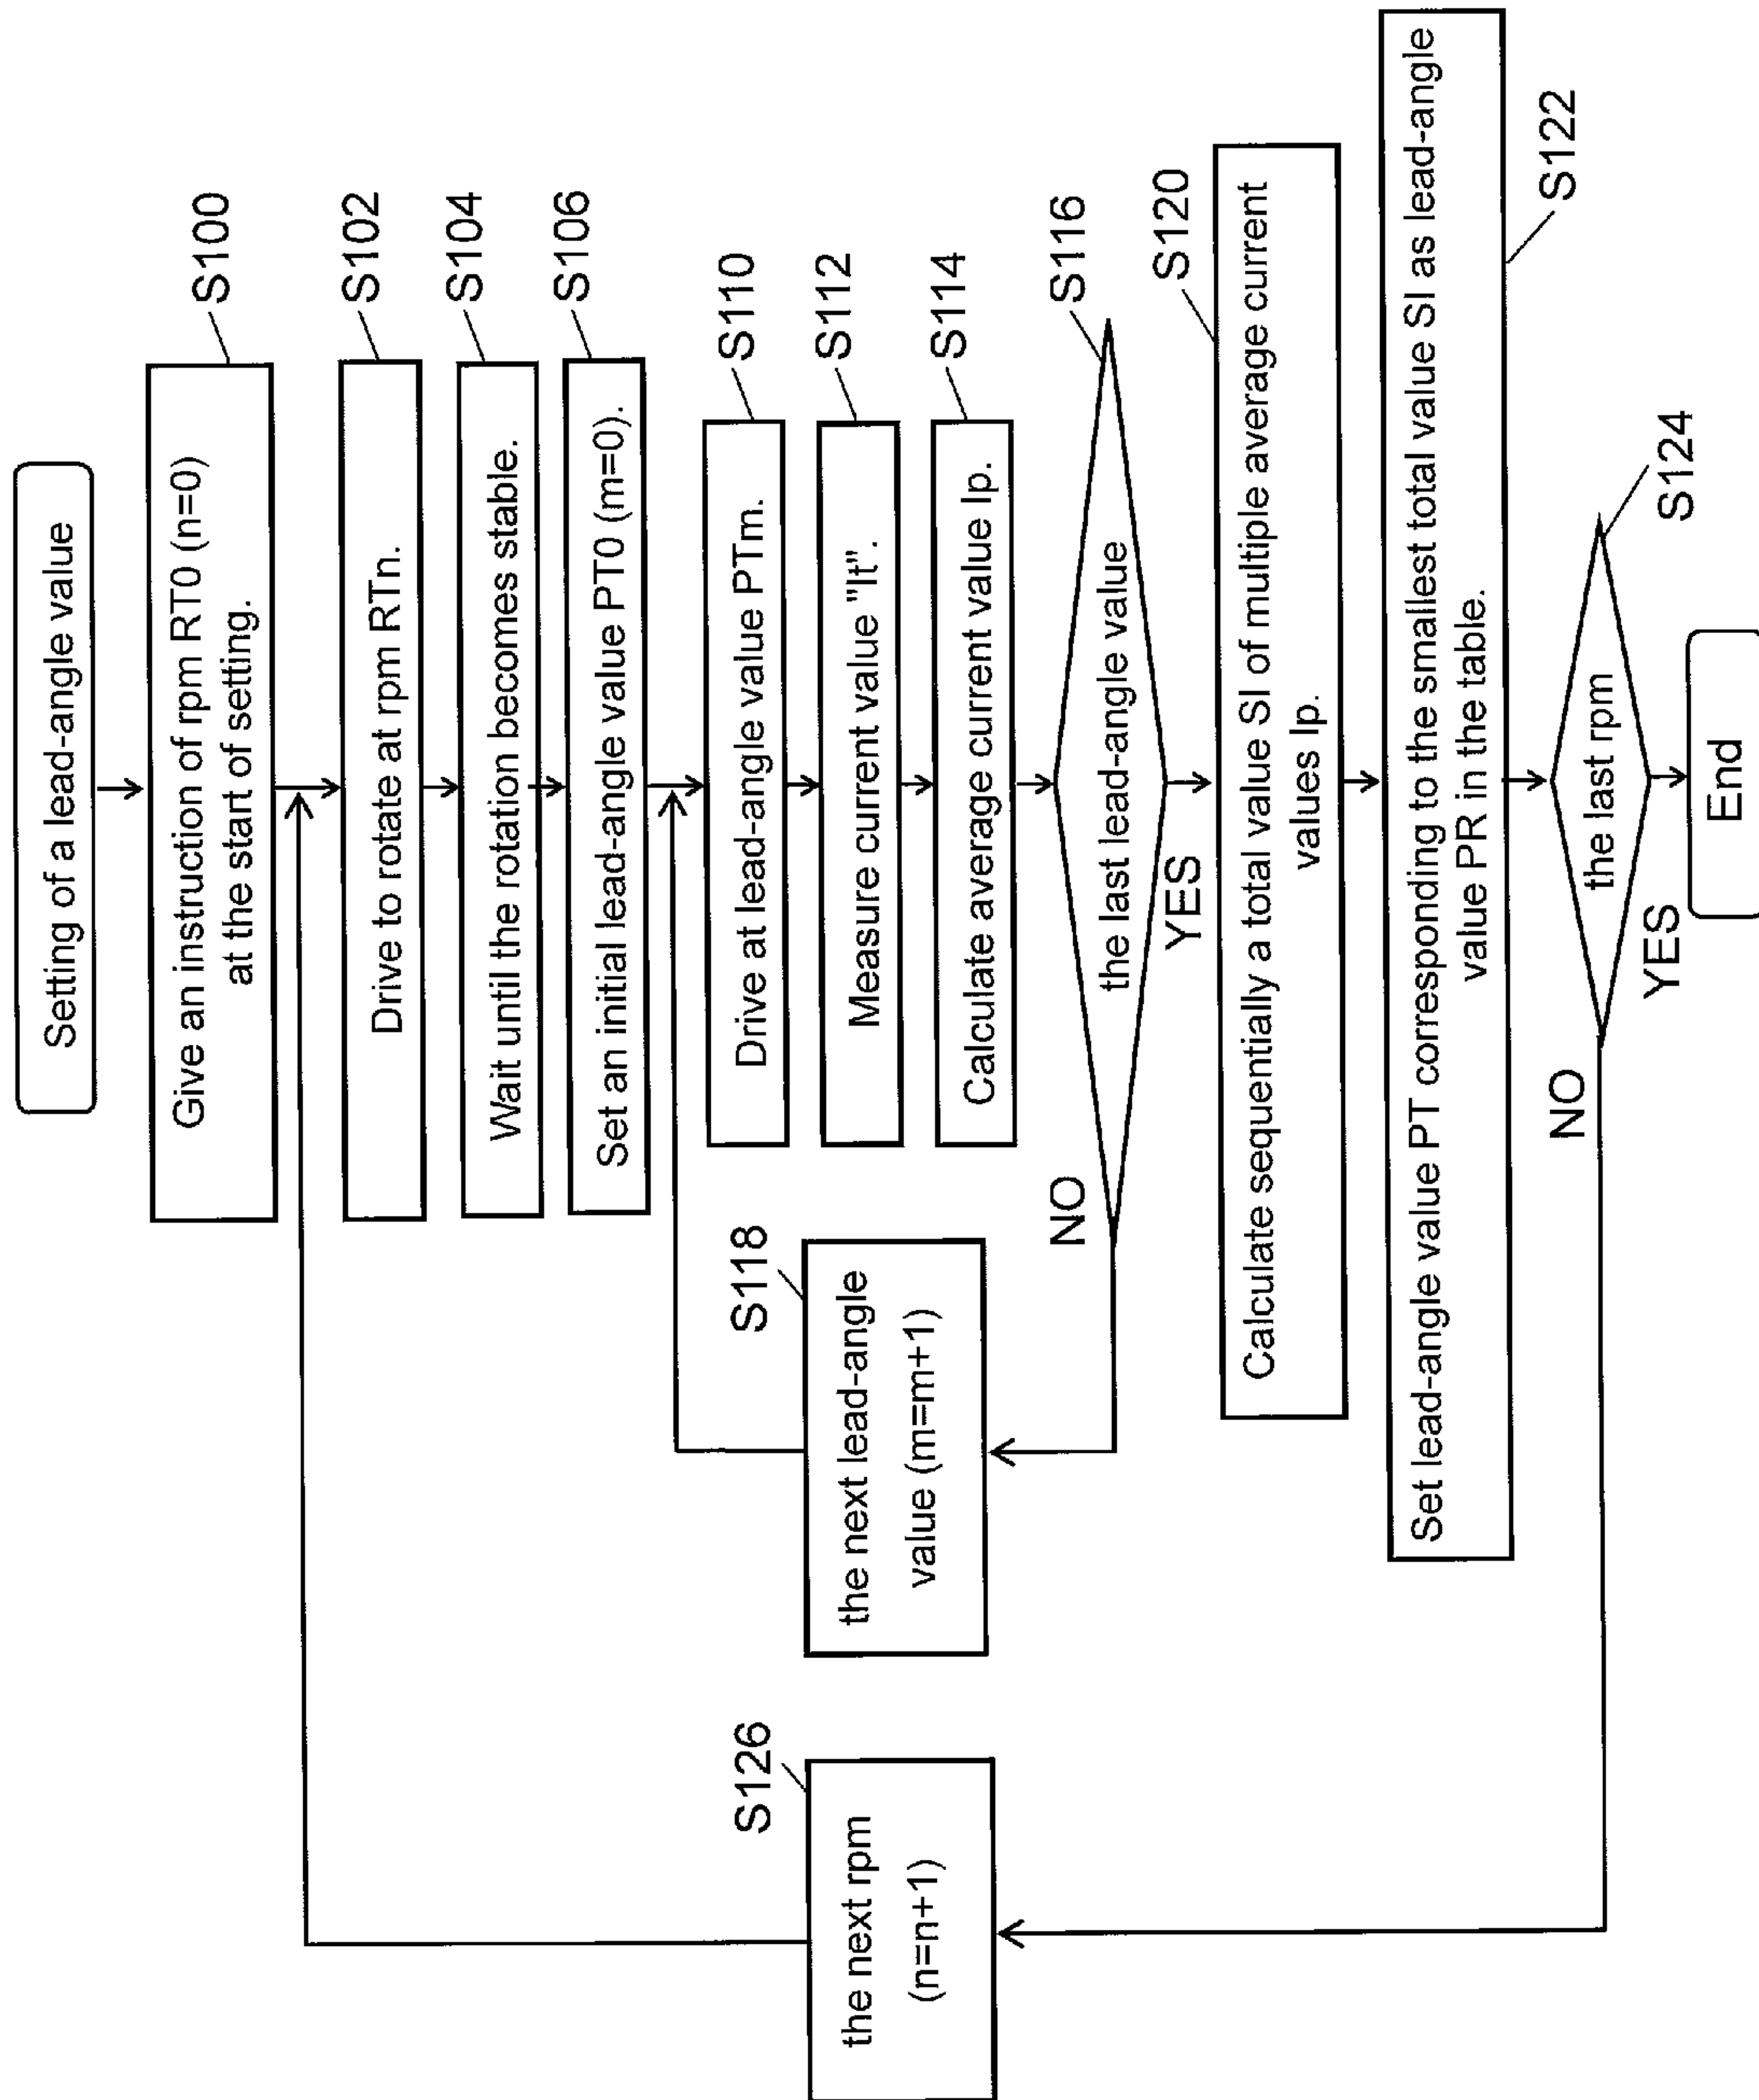 Setting of a lead-angle value
Give an instruction of rpm RT0 (n=0)
at the start of setting.
S100
Drive to rotate at rpm RTn.
S102
Wait until the rotation becomes stable.
S104
Set an initial lead-angle value PT0 (m=0).
S106
Drive at lead-angle value PTm.
S110
Measure current value "It".
S112
Calculate average current value Ip.
S114
the last lead-angle value
S116
NO
YES
S118
the next lead-angle
value (m=m+1)
Calculate sequentially a total value SI of multiple average current
values Ip.
S120
Set lead-angle value PT corresponding to the smallest total value SI as lead-angle
value PR in the table.
S122
the last rpm
S124
NO
YES
S126
the next rpm
(n=n+1)
End